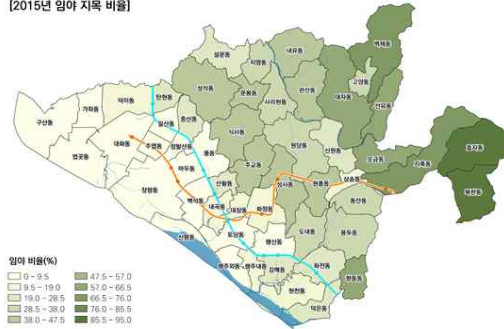 [2015년 임야 지목 비율]
벽제동
내유동
설문동
지영동
고양동
관산동
대자동
선유동
성석동
문봉동
사리현동
덕이동
탄현동
가좌동
구산동
중산동
일산동
식사동
원당동
신원동
효자동
법곳동
대화동
주엽동
정발산동
풍동
마두동
주교동
오금동
지축동
삼송동
북한동
장항동
백석동
산황동
내곡동
대장동
화정동
성사동
현흥동
동산동
신평동
토당동
행신동
도내동
용두동
행주외동
행주내동
강매동
화전동
향동동
현천동
덕은동
임야 비율(%)
0 - 9.5
9.5 - 19.0
19.0 - 28.5
28.5 - 38.0
38.0 - 47.5
47.5 - 57.0
57.0 - 66.5
66.5 - 76.0
76.0 - 85.5
85.5 - 95.0